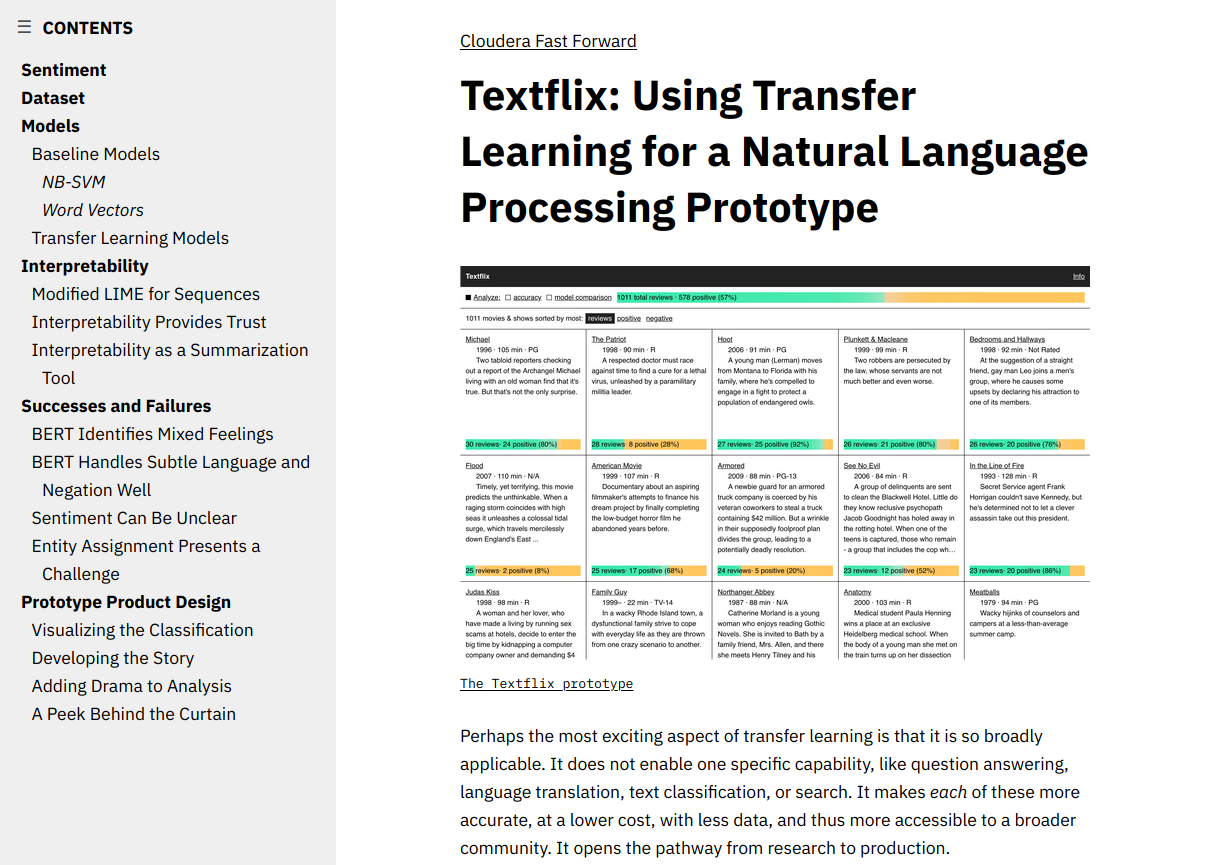 ☰ CONTENTS
Sentiment
Dataset
Models
Baseline Models
NB-SVM
Word Vectors
Transfer Learning Models
Interpretability
Modified LIME for Sequences
Interpretability Provides Trust
Interpretability as a Summarization
Tool
Successes and Failures
BERT Identifies Mixed Feelings
BERT Handles Subtle Language and
Negation Well
Sentiment Can Be Unclear
Entity Assignment Presents a
Challenge
Prototype Product Design
Visualizing the Classification
Developing the Story
Adding Drama to Analysis
A Peek Behind the Curtain
Cloudera Fast Forward
Textflix: Using Transfer
Learning for a Natural Language
Processing Prototype
Textflix Info
Analyze: accuracy model comparison 1011 total reviews · 578 positive (57%)
1011 movies & shows sorted by most: reviews positive negative
Michael
1996 · 105 min · PG
Two tabloid reporters checking
out a report of the Archangel Michael
living with an old woman find that it's
true. But that's not the only surprise.
30 reviews· 24 positive (80%)
The Patriot
1998 · 90 min · R
A respected doctor must race
against time to find a cure for a lethal
virus, unleashed by a paramilitary
militia leader.
28 reviews· 8 positive (28%)
Hoot
2006 · 91 min · PG
A young man (Lerman) moves
from Montana to Florida with his
family, where he's compelled to
engage in a fight to protect a
population of endangered owls.
27 reviews· 25 positive (92%)
Plunkett & Macleane
1999 · 99 min · R
Two robbers are persecuted by
the law, whose servants are not
much better and even worse.
26 reviews· 21 positive (80%)
Bedrooms and Hallways
1998 · 92 min · Not Rated
At the suggestion of a straight
friend, gay man Leo joins a men's
group, where he causes some
upsets by declaring his attraction to
one of its members.
26 reviews· 20 positive (76%)
Flood
2007 · 110 min · N/A
Timely, yet terrifying, this movie
predicts the unthinkable. When a
raging storm coincides with high
seas it unleashes a colossal tidal
surge, which travels mercilessly
down England's East ...
25 reviews· 2 positive (8%)
American Movie
1999 · 107 min · R
Documentary about an aspiring
filmmaker's attempts to finance his
dream project by finally completing
the low-budget horror film he
abandoned years before.
25 reviews· 17 positive (68%)
Armored
2009 · 88 min · PG-13
A newbie guard for an armored
truck company is coerced by his
veteran coworkers to steal a truck
containing $42 million. But a wrinkle
in their supposedly foolproof plan
divides the group, leading to a
potentially deadly resolution.
24 reviews· 5 positive (20%)
See No Evil
2006 · 84 min · R
A group of delinquents are sent
to clean the Blackwell Hotel. Little do
they know reclusive psychopath
Jacob Goodnight has holed away in
the rotting hotel. When one of the
teens is captured, those who remain
- a group that includes the cop wh...
23 reviews· 12 positive (52%)
In the Line of Fire
1993 · 128 min · R
Secret Service agent Frank
Horrigan couldn't save Kennedy, but
he's determined not to let a clever
assassin take out this president.
23 reviews· 20 positive (86%)
Judas Kiss
1998 · 98 min · R
A woman and her lover, who
have made a living by running sex
scams at hotels, decide to enter the
big time by kidnapping a computer
company owner and demanding $4
Family Guy
1999– · 22 min · TV-14
In a wacky Rhode Island town, a
dysfunctional family strive to cope
with everyday life as they are thrown
from one crazy scenario to another.
Northanger Abbey
1987 · 88 min · N/A
Catherine Morland is a young
woman who enjoys reading Gothic
Novels. She is invited to Bath by a
family friend, Mrs. Allen, and there
she meets Henry Tilney and his
Anatomy
2000 · 103 min · R
Medical student Paula Henning
wins a place at an exclusive
Heidelberg medical school. When
the body of a young man she met on
the train turns up on her dissection
Meatballs
1979 · 94 min · PG
Wacky hijinks of counselors and
campers at a less-than-average
summer camp.
The Textflix prototype
Perhaps the most exciting aspect of transfer learning is that it is so broadly
applicable. It does not enable one specific capability, like question answering,
language translation, text classification, or search. It makes each of these more
accurate, at a lower cost, with less data, and thus more accessible to a broader
community. It opens the pathway from research to production.